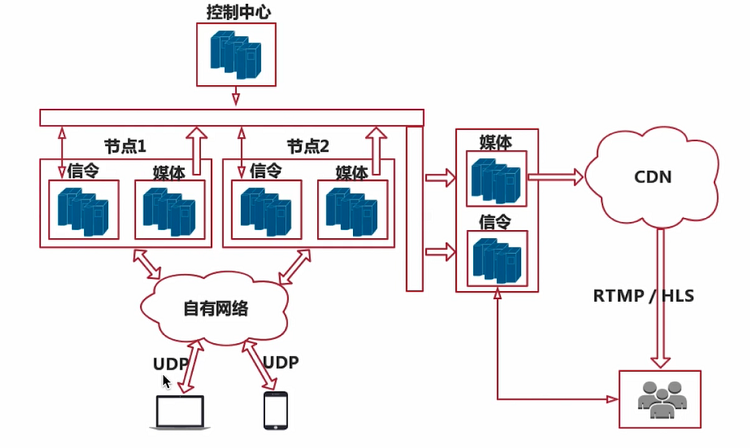 控制中心
节点1
节点2
信令
媒体
信令
媒体
媒体
信令
CDN
自有网络
RTMP / HLS
UDP
UDP